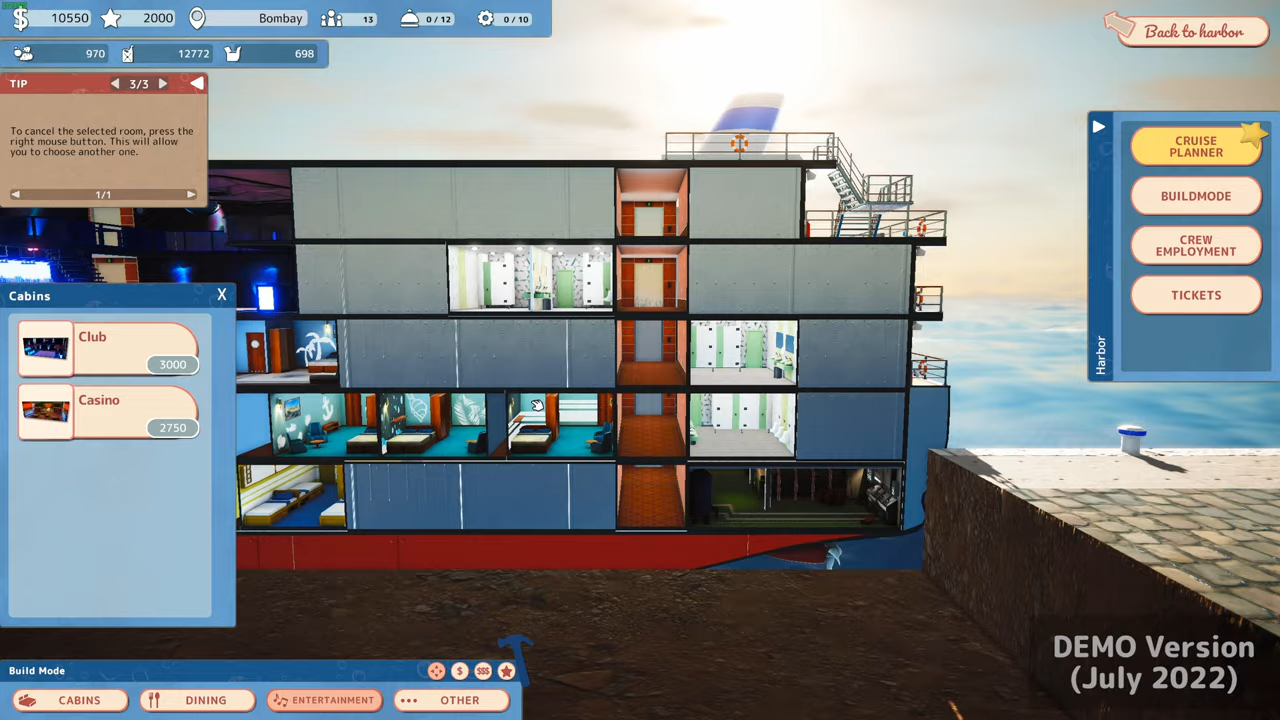 $ 10550 2000 Bombay 13 0 / 12 0 / 10
970 12772 698
Back to harbor
TIP 3/3
To cancel the selected room, press the
right mouse button. This will allow
you to choose another one.
1/1
CRUISE
PLANNER
BUILDMODE
CREW
EMPLOYMENT
TICKETS
Harbor
Cabins X
Club
3000
Casino
2750
Build Mode $ $$$
CABINS DINING ENTERTAINMENT OTHER
DEMO Version
(July 2022)